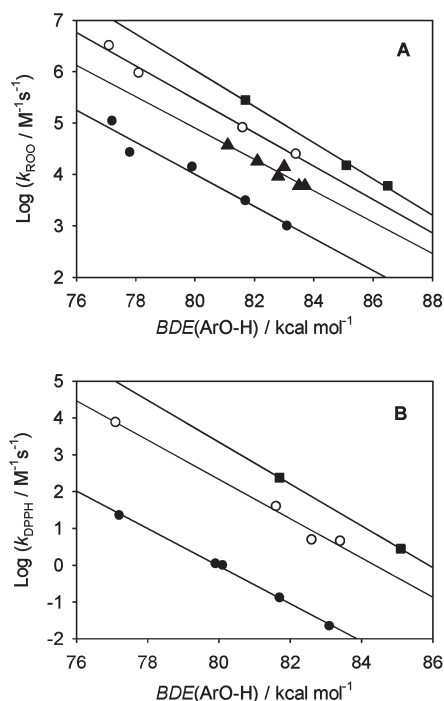 A
Log (kROO / M-1s-1)
7
6
5
4
3
2
76 78 80 82 84 86 88
BDE(ArO-H) / kcal mol-1
B
Log (kDPPH / M-1s-1)
5
4
3
2
1
0
-1
-2
76 78 80 82 84 86
BDE(ArO-H) / kcal mol-1